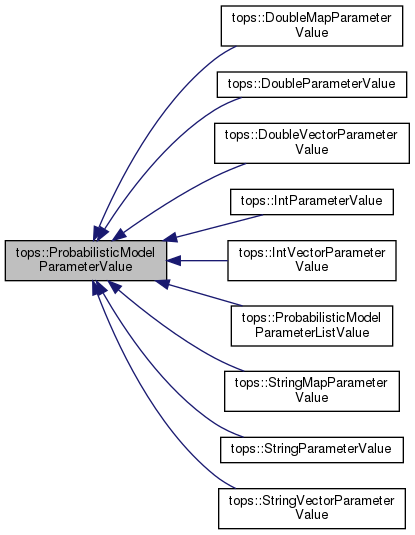 tops::DoubleMapParameter
Value
tops::DoubleParameterValue
tops::DoubleVectorParameter
Value
tops::IntParameterValue
tops::ProbabilisticModel
ParameterValue
tops::IntVectorParameter
Value
tops::ProbabilisticModel
ParameterListValue
tops::StringMapParameter
Value
tops::StringParameterValue
tops::StringVectorParameter
Value